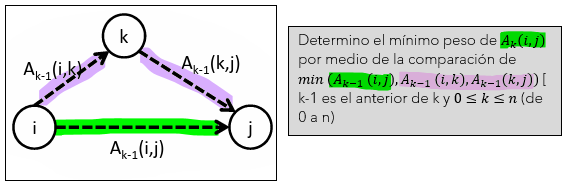 k
A_{k-1}(i,k)
A_{k-1}(k,j)
i
j
A_{k-1}(i,j)
Determino el mínimo peso de A_k(i,j)
por medio de la comparación de
min (A_{k-1} (i,j), A_{k-1} (i,k), A_{k-1}(k,j)) [
k-1 es el anterior de k y 0 ≤ k ≤ n (de
0 a n)